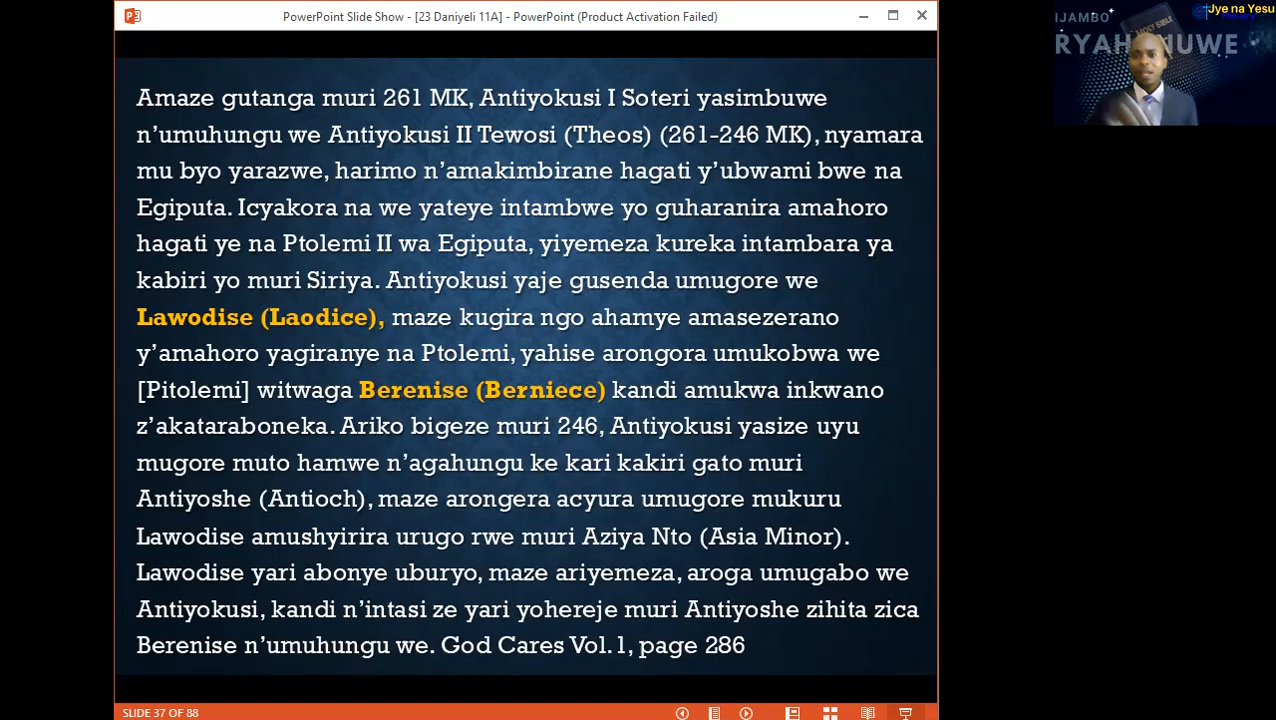 PowerPoint Slide Show - [23 Daniyeli 11A] - PowerPoint (Product Activation Failed)
Jye na Yesu
Ministry
IJAMBO
HOLY BIBLE
Amaze gutanga muri 261 MK, Antiyokusi I Soteri yasimbuwe
n'umuhungu we Antiyokusi II Tewosi (Theos) (261-246 MK), nyamara
mu byo yarazwe, harimo n'amakimbirane hagati y'ubwami bwe na
Egiputa. Icyakora na we yateye intambwe yo guharanira amahoro
hagati ye na Ptolemi II wa Egiputa, yiyemeza kureka intambara ya
kabiri yo muri Siriya. Antiyokusi yaje gusenda umugore we
Lawodise (Laodice), maze kugira ngo ahamye amasezerano
y'amahoro yagiranye na Ptolemi, yahise arongora umukobwa we
[Pitolemi] witwaga Berenise (Berniece) kandi amukwa inkwano
z'akataraboneka. Ariko bigeze muri 246, Antiyokusi yasize uyu
mugore muto hamwe n'agahungu ke kari kakiri gato muri
Antiyoshe (Antioch), maze arongera acyura umugore mukuru
Lawodise amushyirira urugo rwe muri Aziya Nto (Asia Minor).
Lawodise yari abonye uburyo, maze ariyemeza, aroga umugabo we
Antiyokusi, kandi n'intasi ze yari yohereje muri Antiyoshe zihita zica
Berenise n'umuhungu we. God Cares Vol. 1, page 286
SLIDE 37 OF 88